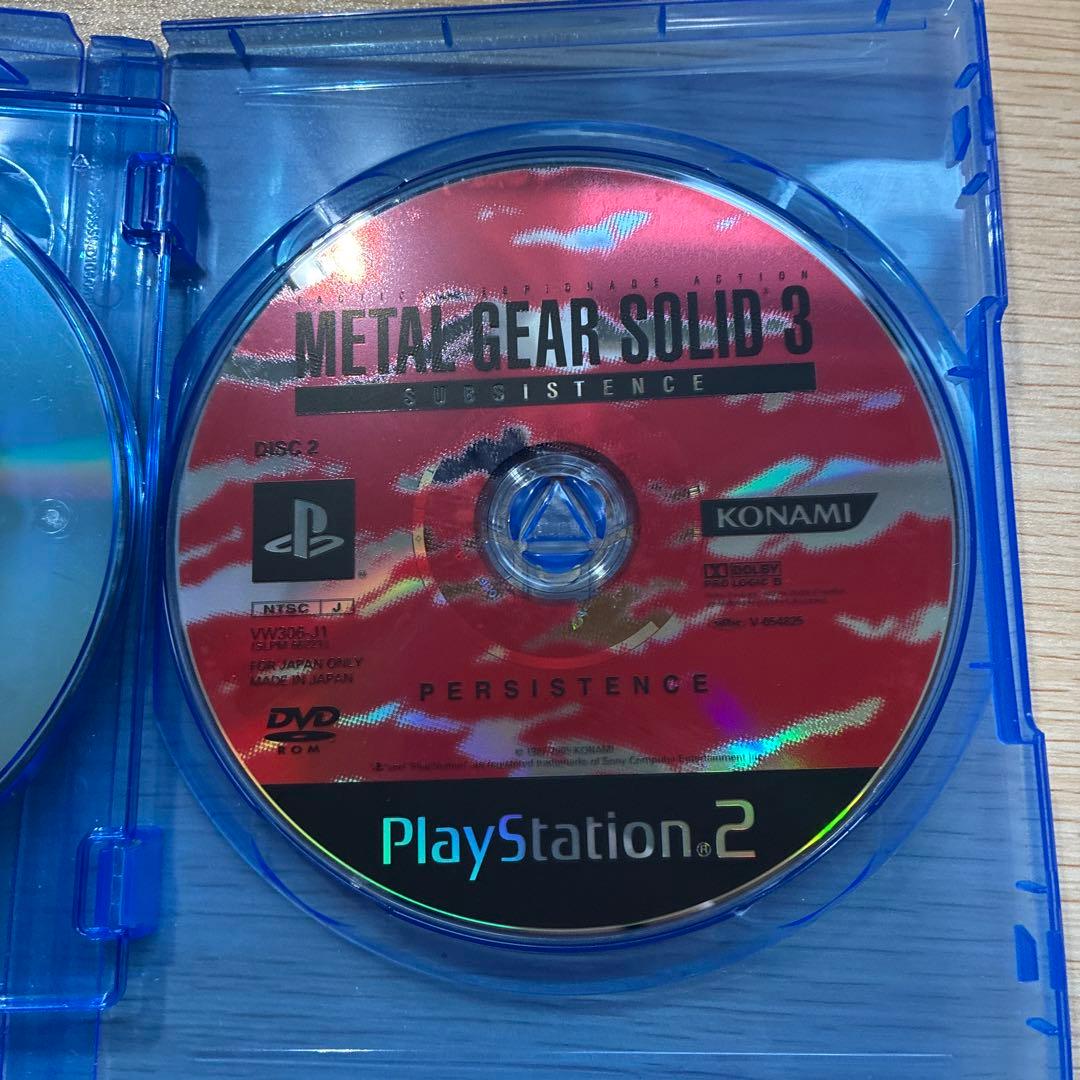 TACTICAL ESPIONAGE ACTION
METAL GEAR SOLID 3
SUBSISTENCE
DISC 2
KONAMI
DOLBY
PRO LOGIC II
NTSC J
VW306-J1
FOR JAPAN ONLY
MADE IN JAPAN
PERSISTENCE
DVD
ROM
PlayStation®2